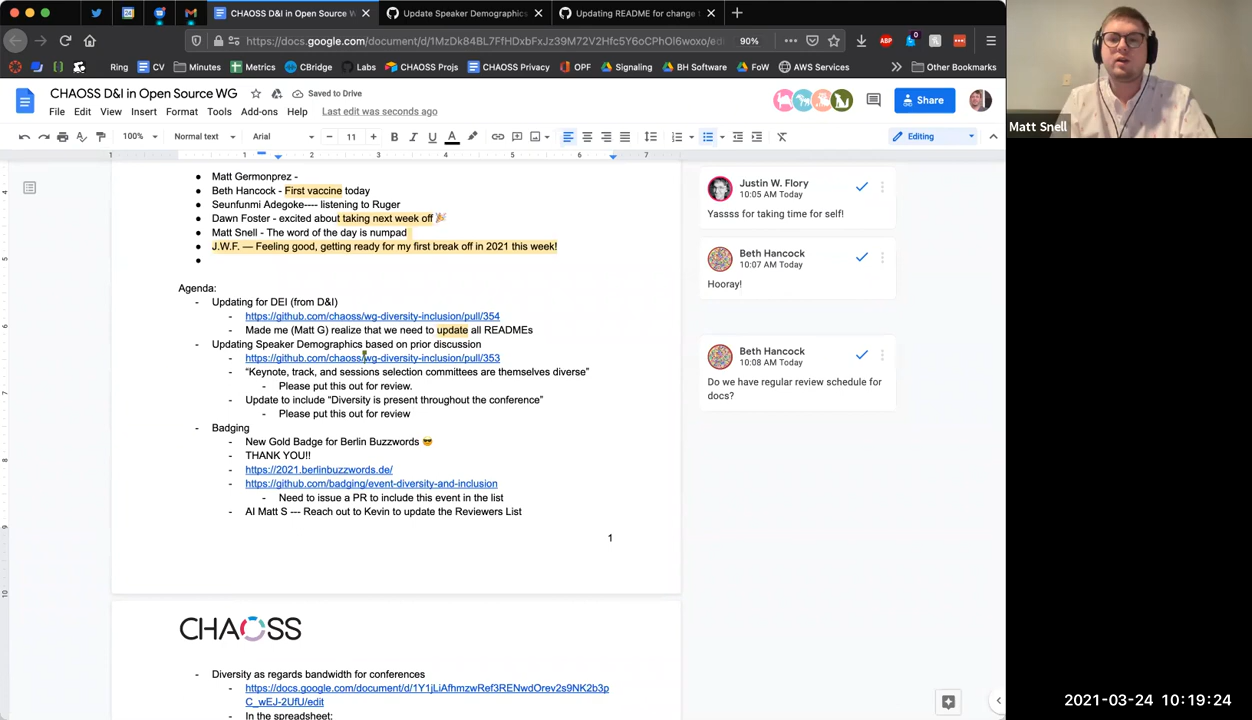 CHAOSS D&I in Open Source W
Update Speaker Demographics
Updating README for change
https://docs.google.com/document/d/1MzDk84BL7FfHDxbFxJz39M72V2Hfc5Y6oCPhOl6woxo/edi
90%
ABP
0
Ring
CV
Minutes
Metrics
CBridge
Labs
CHAOSS Projs
CHAOSS Privacy
OPF
Signaling
BH Software
FoW
AWS Services
Other Bookmarks
CHAOSS D&I in Open Source WG
Saved to Drive
File Edit View Insert Format Tools Add-ons Help Last edit was seconds ago
Share
100% Normal text Arial 11 Editing
1 1 2 3 4 5 6 7
Matt Germonprez -
Beth Hancock - First vaccine today
Seunfunmi Adegoke---- listening to Ruger
Dawn Foster - excited about taking next week off 🎉
Matt Snell - The word of the day is numpad
J.W.F. — Feeling good, getting ready for my first break off in 2021 this week!
Agenda:
- Updating for DEI (from D&I)
- https://github.com/chaoss/wg-diversity-inclusion/pull/354
- Made me (Matt G) realize that we need to update all READMEs
- Updating Speaker Demographics based on prior discussion
- https://github.com/chaoss/wg-diversity-inclusion/pull/353
- “Keynote, track, and sessions selection committees are themselves diverse”
- Please put this out for review.
- Update to include “Diversity is present throughout the conference”
- Please put this out for review
- Badging
- New Gold Badge for Berlin Buzzwords 😎
- THANK YOU!!
- https://2021.berlinbuzzwords.de/
- https://github.com/badging/event-diversity-and-inclusion
- Need to issue a PR to include this event in the list
- AI Matt S --- Reach out to Kevin to update the Reviewers List
1
CHAOSS
- Diversity as regards bandwidth for conferences
- https://docs.google.com/document/d/1Y1jLiAfhmzwRef3RENwdOrev2s9NK2b3p
C_wEJ-2UfU/edit
- In the spreadsheet:
Justin W. Flory
10:05 AM Today
Yassss for taking time for self!
Beth Hancock
10:07 AM Today
Hooray!
Beth Hancock
10:08 AM Today
Do we have regular review schedule for
docs?
Matt Snell
2021-03-24 10:19:24